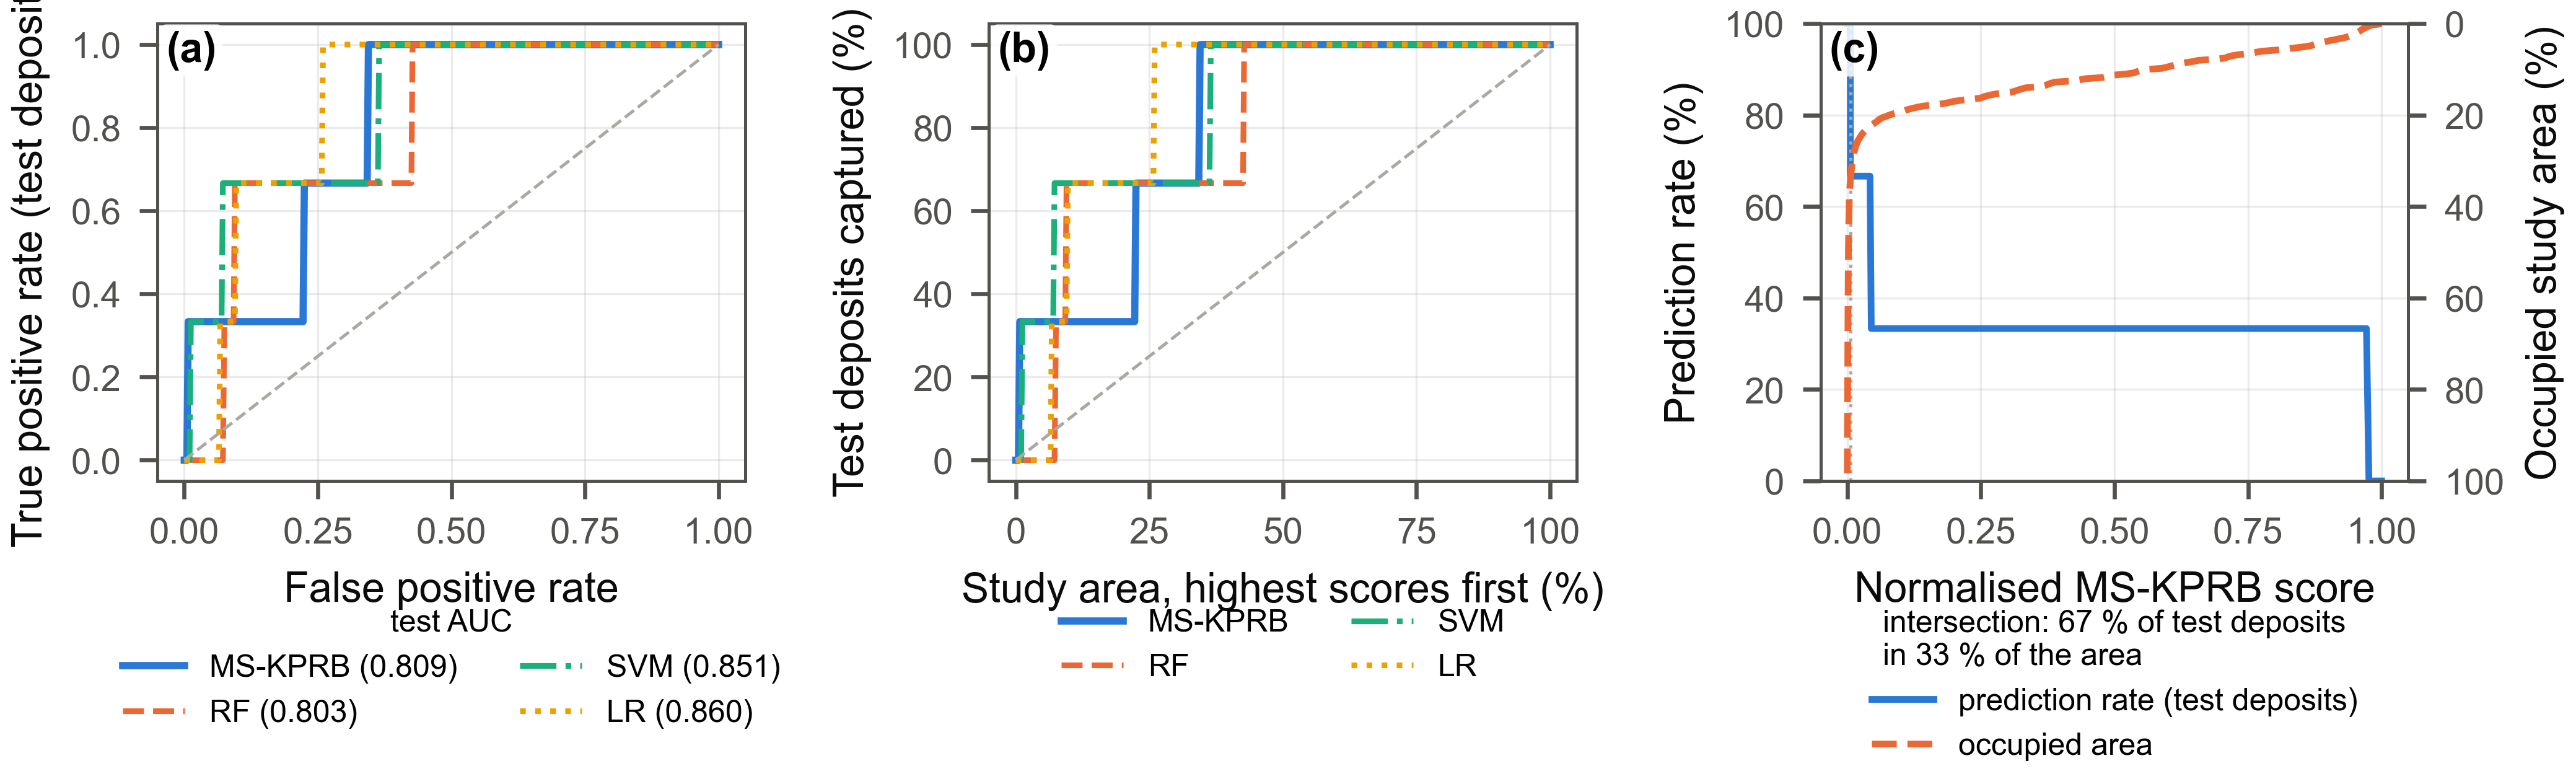 True positive rate (test deposit
(a)
1.0
0.8
0.6
0.4
0.2
0.0
0.00 0.25 0.50 0.75 1.00
False positive rate
test AUC
MS-KPRB (0.809) SVM (0.851)
RF (0.803) LR (0.860)
Test deposits captured (%)
(b)
100
80
60
40
20
0
0 25 50 75 100
Study area, highest scores first (%)
MS-KPRB SVM
RF LR
Prediction rate (%)
(c)
100
80
60
40
20
0
0
20
40
60
80
100
Occupied study area (%)
0.00 0.25 0.50 0.75 1.00
Normalised MS-KPRB score
intersection: 67 % of test deposits
in 33 % of the area
prediction rate (test deposits)
occupied area